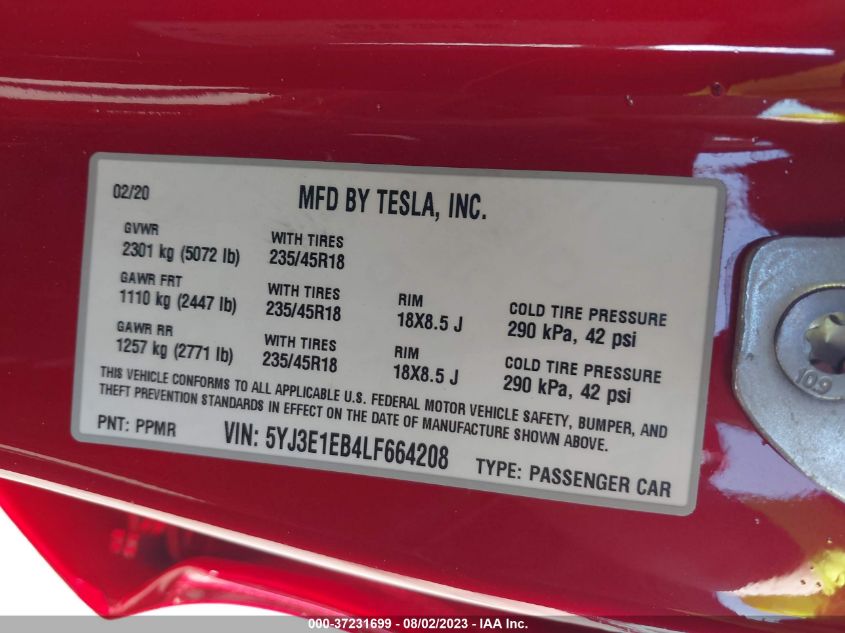 02/20
MFD BY TESLA, INC.
GVWR
2301 kg (5072 lb)
WITH TIRES
235/45R18
GAWR FRT
1110 kg (2447 lb)
WITH TIRES
235/45R18
RIM
18X8.5 J
COLD TIRE PRESSURE
290 kPa, 42 psi
GAWR RR
1257 kg (2771 lb)
WITH TIRES
235/45R18
RIM
18X8.5 J
COLD TIRE PRESSURE
290 kPa, 42 psi
THIS VEHICLE CONFORMS TO ALL APPLICABLE U.S. FEDERAL MOTOR VEHICLE SAFETY, BUMPER, AND
THEFT PREVENTION STANDARDS IN EFFECT ON THE DATE OF MANUFACTURE SHOWN ABOVE.
PNT: PPMR
VIN: 5YJ3E1EB4LF664208
TYPE: PASSENGER CAR
109
000-37231699 - 08/02/2023 - IAA Inc.